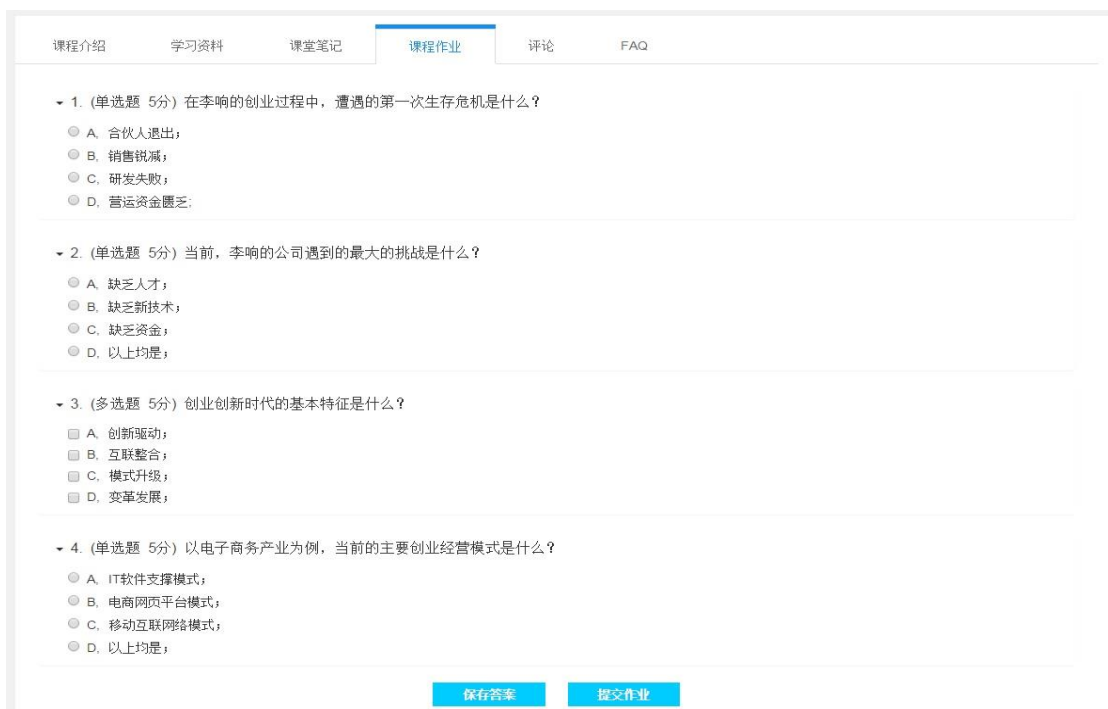 课程介绍 学习资料 课堂笔记 课程作业 评论 FAQ
1. (单选题 5分) 在李响的创业过程中，遭遇的第一次生存危机是什么？
A, 合伙人退出；
B, 销售锐减；
C, 研发失败；
D, 营运资金匮乏;
2. (单选题 5分) 当前，李响的公司遇到的最大的挑战是什么？
A, 缺乏人才；
B, 缺乏新技术；
C, 缺乏资金；
D, 以上均是；
3. (多选题 5分) 创业创新时代的基本特征是什么？
A, 创新驱动；
B, 互联整合；
C, 模式升级；
D, 变革发展；
4. (单选题 5分) 以电子商务产业为例，当前的主要创业经营模式是什么？
A, IT软件支撑模式；
B, 电商网页平台模式；
C, 移动互联网络模式；
D, 以上均是；
保存答案 提交作业